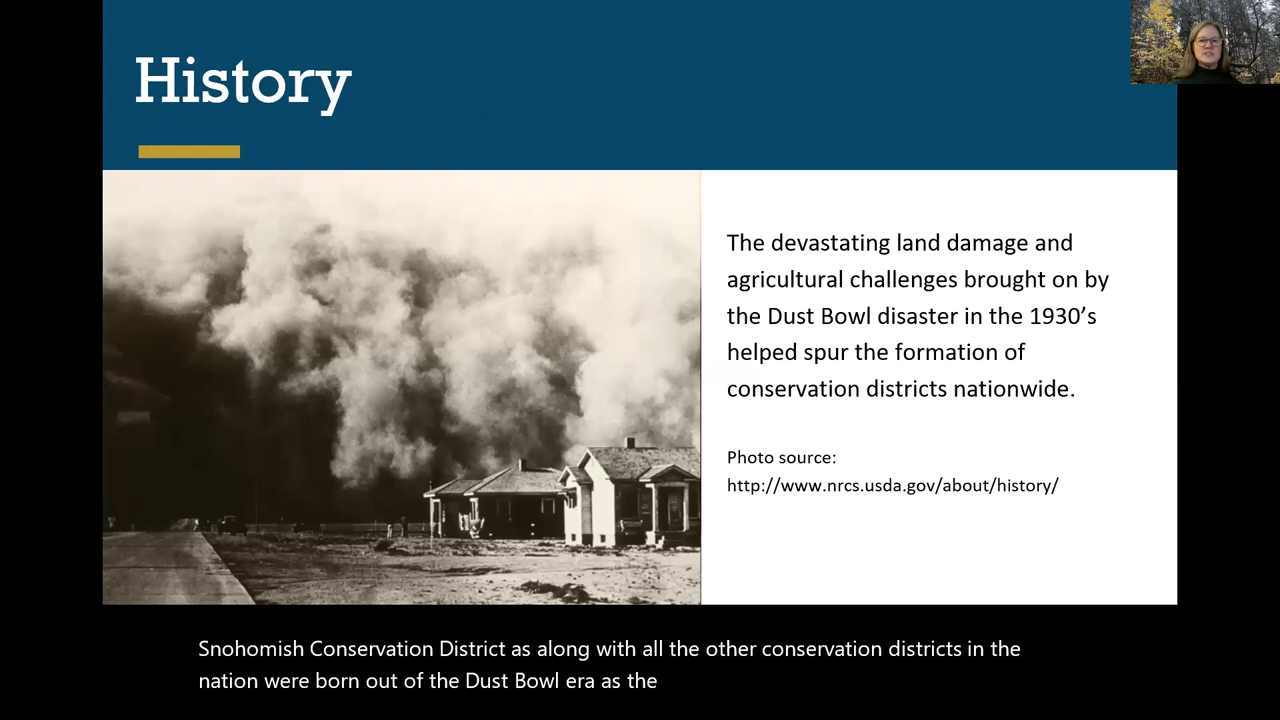 History
The devastating land damage and
agricultural challenges brought on by
the Dust Bowl disaster in the 1930’s
helped spur the formation of
conservation districts nationwide.
Photo source:
http://www.nrcs.usda.gov/about/history/
Snohomish Conservation District as along with all the other conservation districts in the
nation were born out of the Dust Bowl era as the